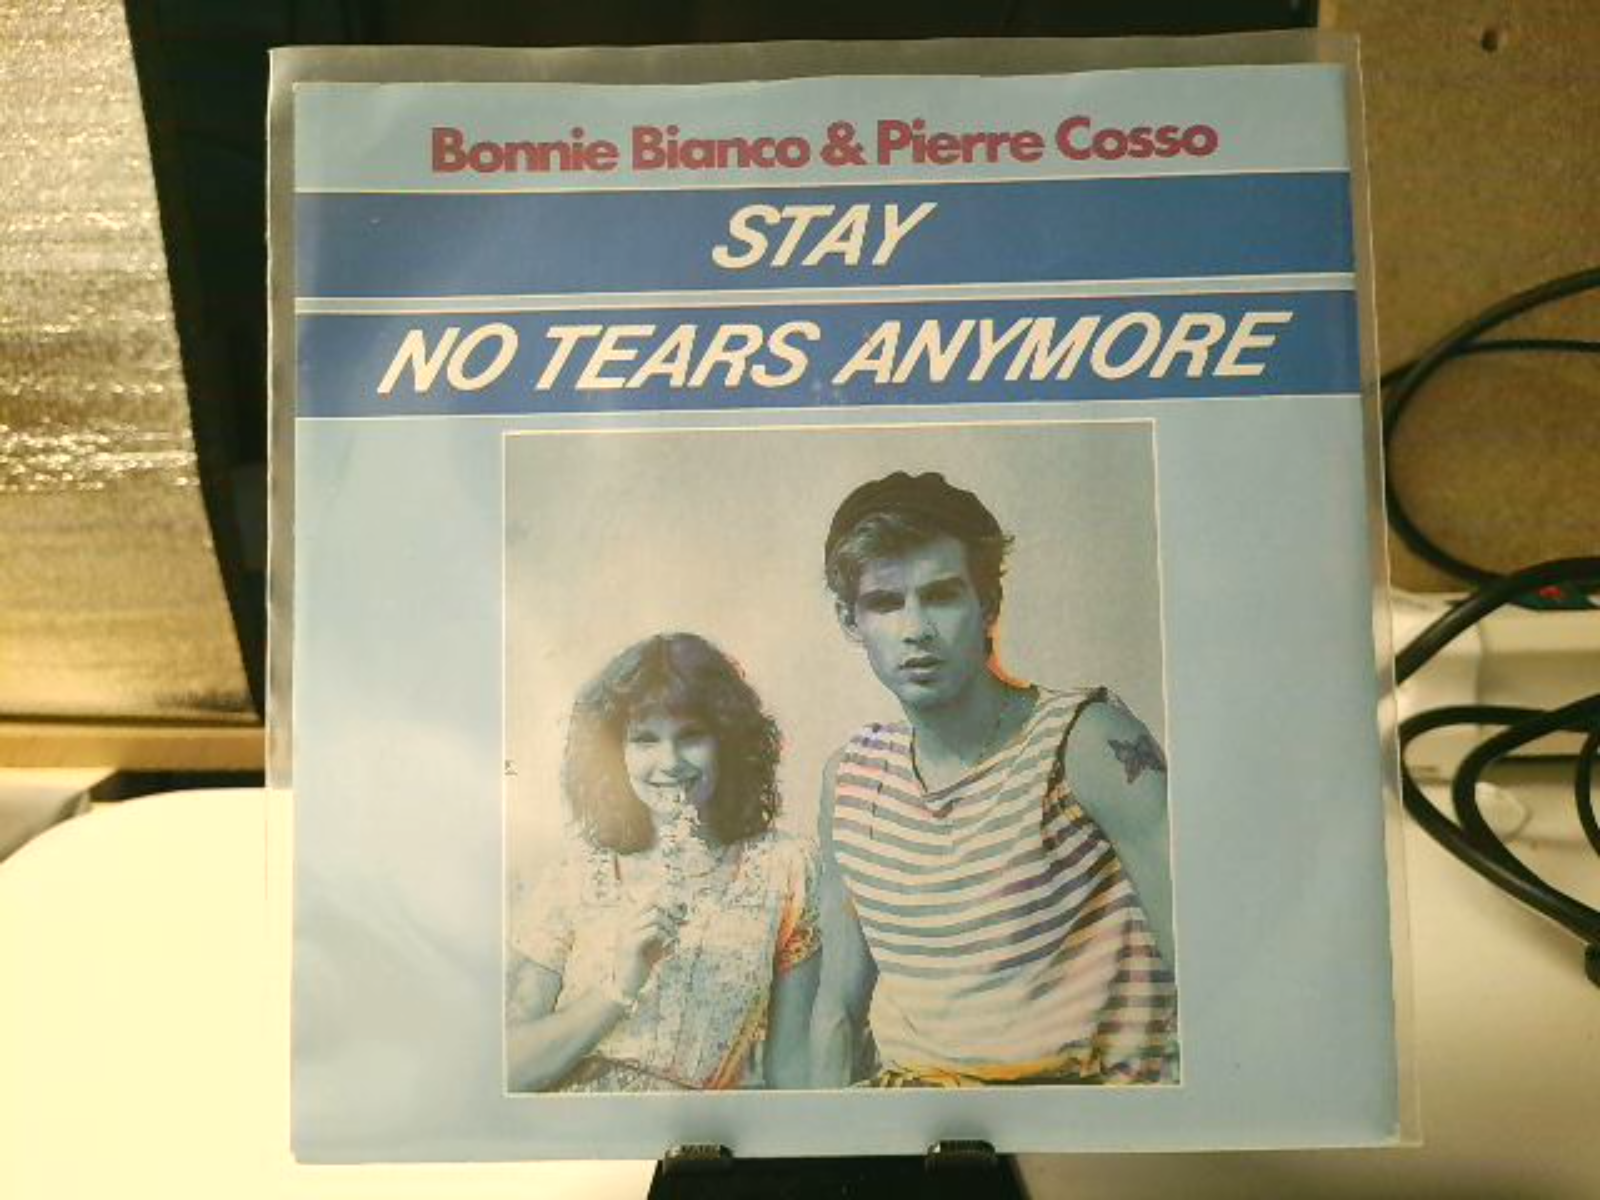 Bonnie Bianco & Pierre Cosso
STAY
NO TEARS ANYMORE